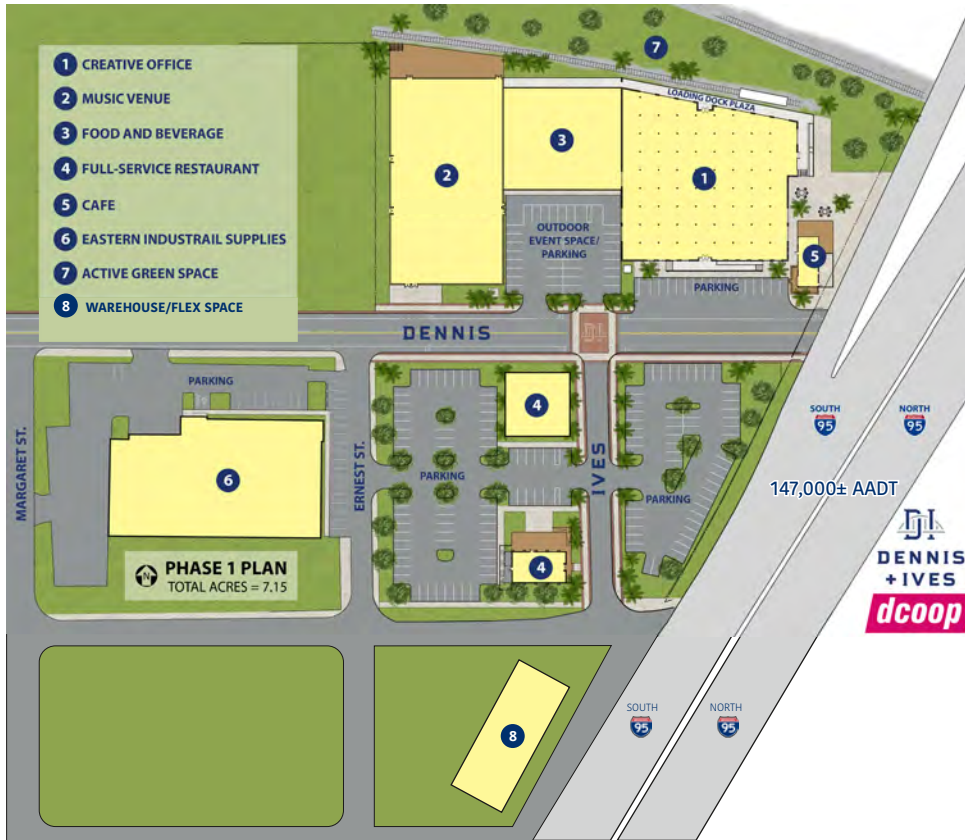 1 CREATIVE OFFICE
2 MUSIC VENUE
3 FOOD AND BEVERAGE
4 FULL-SERVICE RESTAURANT
5 CAFE
6 EASTERN INDUSTRAIL SUPPLIES
7 ACTIVE GREEN SPACE
8 WAREHOUSE/FLEX SPACE
7
LOADING DOCK PLAZA
3
2
1
OUTDOOR
EVENT SPACE/
PARKING
5
PARKING
DENNIS
DI
PARKING
4
SOUTH
95
NORTH
95
MARGARET ST.
6
ERNEST ST.
PARKING
IVES
PARKING
147,000± AADT
4
N
PHASE 1 PLAN
TOTAL ACRES = 7.15
DI
DENNIS
+IVES
dcoop
8
SOUTH
95
NORTH
95